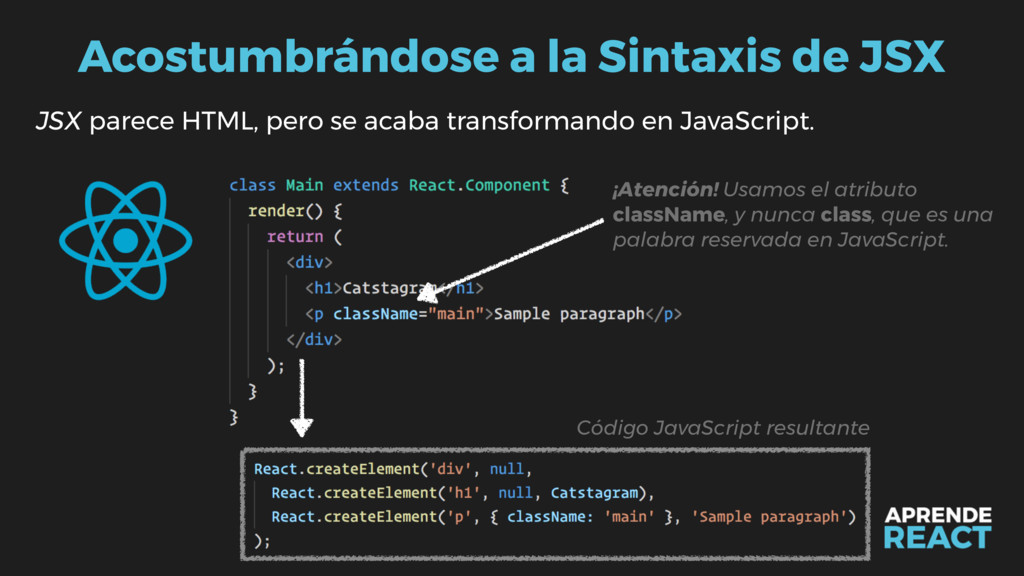 Acostumbrándose a la Sintaxis de JSX
JSX parece HTML, pero se acaba transformando en JavaScript.
class Main extends React.Component {
render() {
return (
<div>
<h1>Catstagram</h1>
<p className="main">Sample paragraph</p>
</div>
);
}
}
¡Atención! Usamos el atributo
className, y nunca class, que es una
palabra reservada en JavaScript.
Código JavaScript resultante
React.createElement('div', null,
React.createElement('h1', null, Catstagram),
React.createElement('p', { className: 'main' }, 'Sample paragraph')
);
APRENDE
REACT